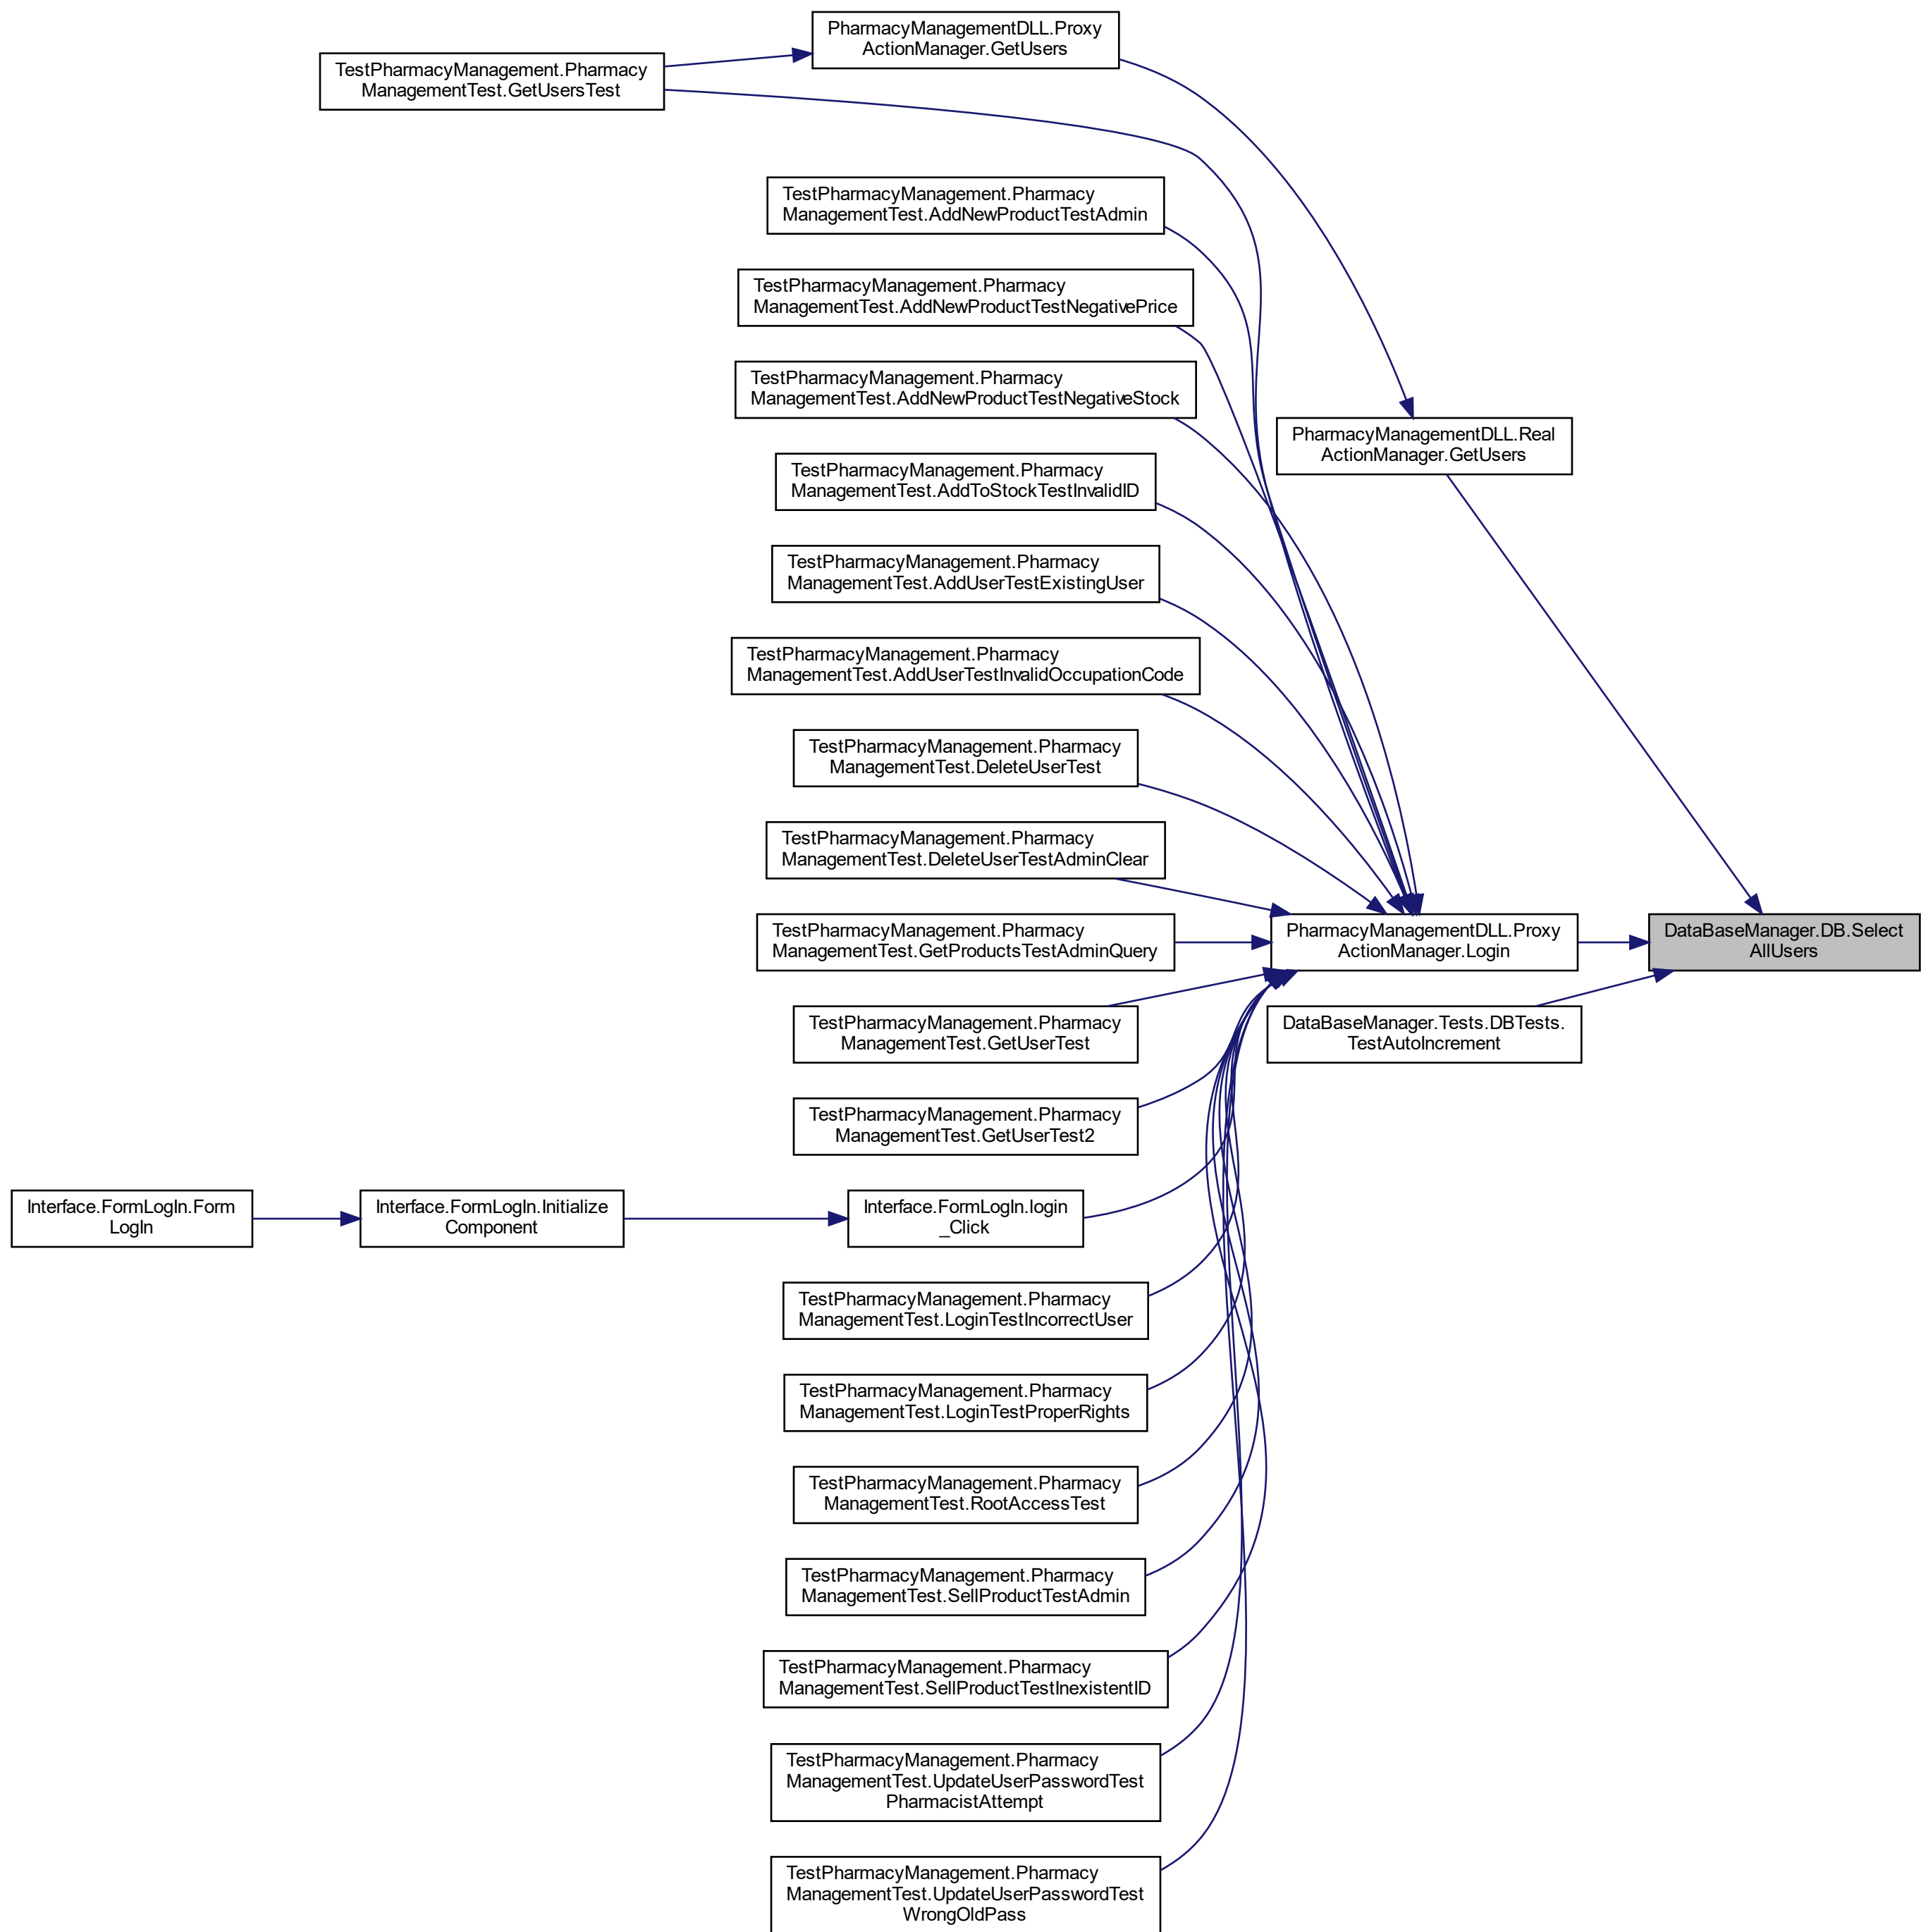 PharmacyManagementDLL.Proxy
ActionManager.GetUsers
TestPharmacyManagement.Pharmacy
ManagementTest.GetUsersTest
TestPharmacyManagement.Pharmacy
ManagementTest.AddNewProductTestAdmin
TestPharmacyManagement.Pharmacy
ManagementTest.AddNewProductTestNegativePrice
TestPharmacyManagement.Pharmacy
ManagementTest.AddNewProductTestNegativeStock
PharmacyManagementDLL.Real
ActionManager.GetUsers
TestPharmacyManagement.Pharmacy
ManagementTest.AddToStockTestInvalidID
TestPharmacyManagement.Pharmacy
ManagementTest.AddUserTestExistingUser
TestPharmacyManagement.Pharmacy
ManagementTest.AddUserTestInvalidOccupationCode
TestPharmacyManagement.Pharmacy
ManagementTest.DeleteUserTest
TestPharmacyManagement.Pharmacy
ManagementTest.DeleteUserTestAdminClear
TestPharmacyManagement.Pharmacy
ManagementTest.GetProductsTestAdminQuery
PharmacyManagementDLL.Proxy
ActionManager.Login
DataBaseManager.DB.Select
AllUsers
TestPharmacyManagement.Pharmacy
ManagementTest.GetUserTest
DataBaseManager.Tests.DBTests.
TestAutoIncrement
TestPharmacyManagement.Pharmacy
ManagementTest.GetUserTest2
Interface.FormLogIn.Form
LogIn
Interface.FormLogIn.Initialize
Component
Interface.FormLogIn.login
_Click
TestPharmacyManagement.Pharmacy
ManagementTest.LoginTestIncorrectUser
TestPharmacyManagement.Pharmacy
ManagementTest.LoginTestProperRights
TestPharmacyManagement.Pharmacy
ManagementTest.RootAccessTest
TestPharmacyManagement.Pharmacy
ManagementTest.SellProductTestAdmin
TestPharmacyManagement.Pharmacy
ManagementTest.SellProductTestInexistentID
TestPharmacyManagement.Pharmacy
ManagementTest.UpdateUserPasswordTest
PharmacistAttempt
TestPharmacyManagement.Pharmacy
ManagementTest.UpdateUserPasswordTest
WrongOldPass